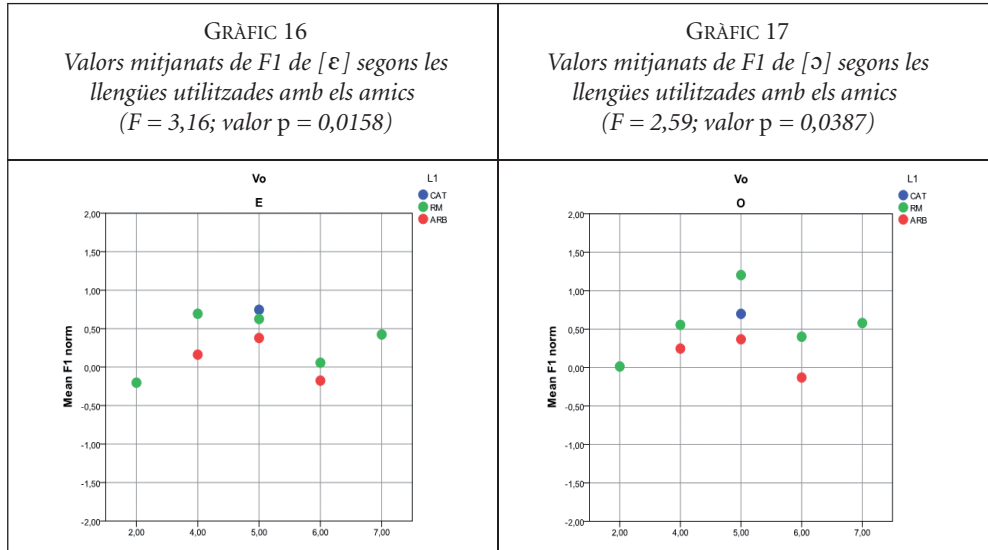 GRÀFIC 16
Valors mitjanats de F1 de [ɛ] segons les
llengües utilitzades amb els amics
(F = 3,16; valor p = 0,0158)
GRÀFIC 17
Valors mitjanats de F1 de [ɔ] segons les
llengües utilitzades amb els amics
(F = 2,59; valor p = 0,0387)
Vo
E
L1
CAT
RM
ARB
Mean F1 norm
2,00
1,50
1,00
0,50
0,00
-0,50
-1,00
-1,50
-2,00
2,00 4,00 5,00 6,00 7,00
Vo
O
L1
CAT
RM
ARB
Mean F1 norm
2,00
1,50
1,00
0,50
0,00
-0,50
-1,00
-1,50
-2,00
2,00 4,00 5,00 6,00 7,00